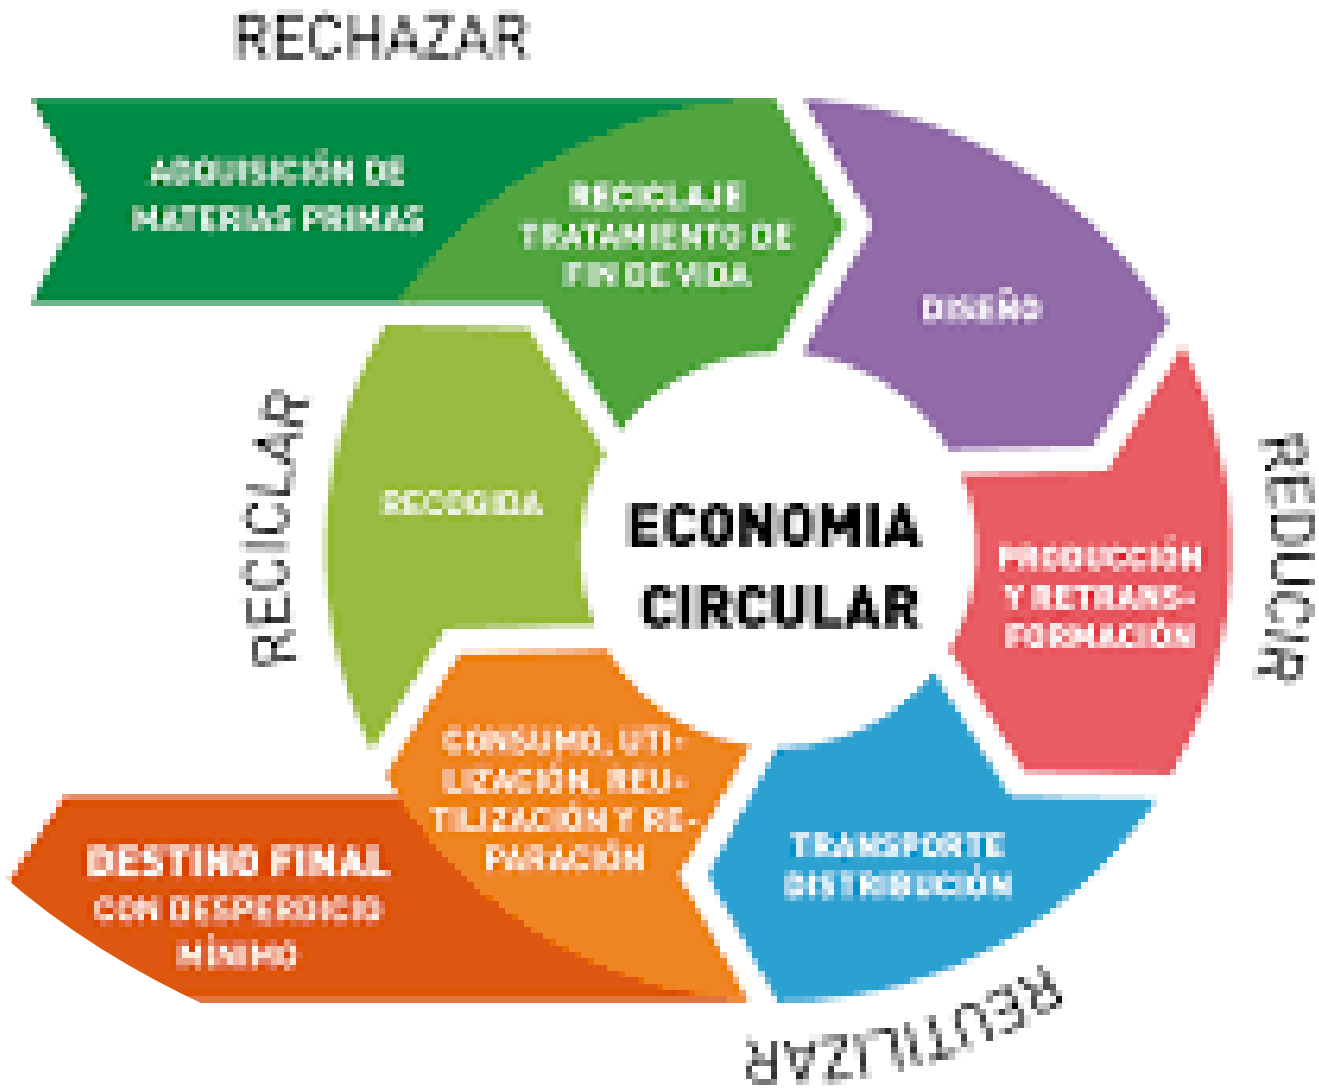 RECHAZAR
ADQUISICIÓN DE
MATERIAS PRIMAS
RECICLAJE
TRATAMIENTO DE
FIN DE VIDA
DISEÑO
REDUCIR
PRODUCCIÓN
Y RETRANS-
FORMACIÓN
TRANSPORTE
DISTRIBUCIÓN
REUTILIZAR
CONSUMO, UTI-
LIZACIÓN, REU-
TILIZACIÓN Y RE-
PARACIÓN
DESTINO FINAL
CON DESPERDICIO
MÍNIMO
RECOGIDA
RECICLAR
ECONOMIA
CIRCULAR